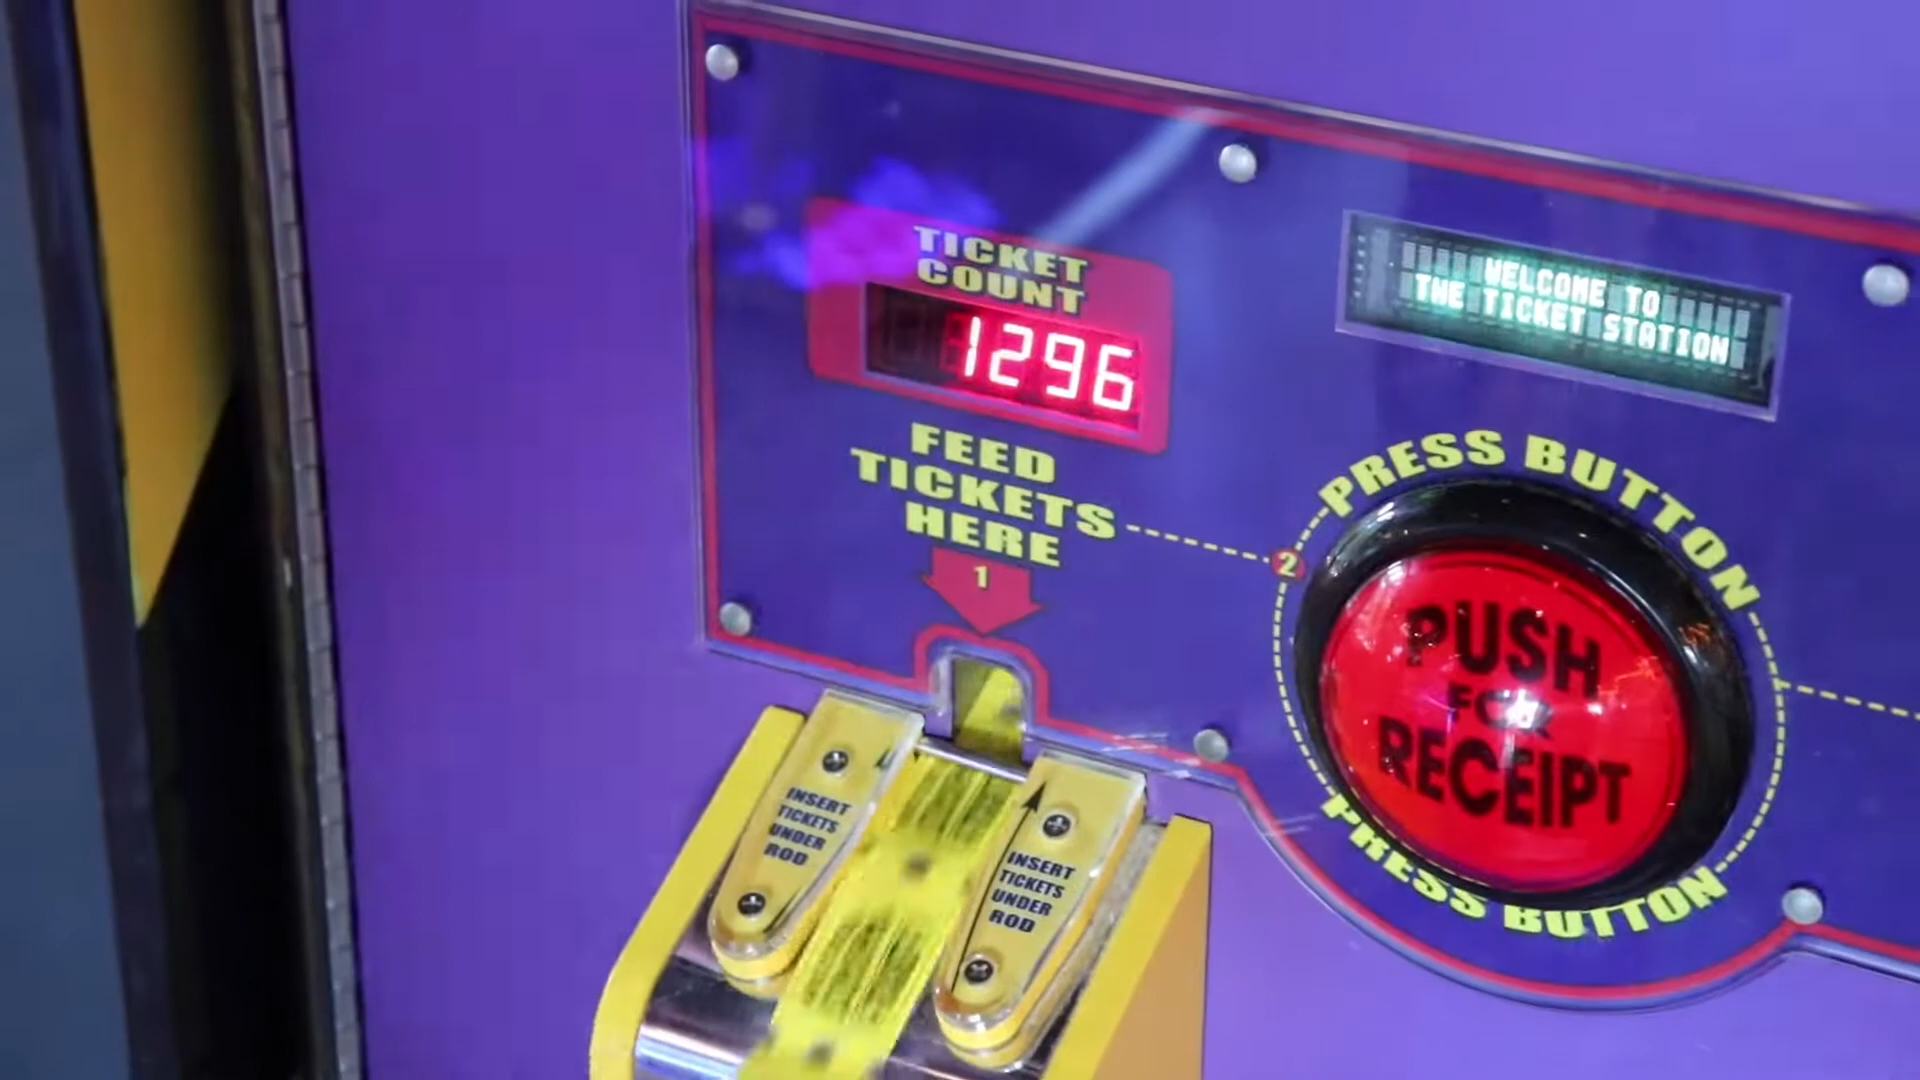 TICKET
COUNT
1296
WELCOME TO
THE TICKET STATION
FEED
TICKETS
HERE
1
2
PRESS BUTTON
PUSH
FOR
RECEIPT
PRESS BUTTON
INSERT
TICKETS
UNDER
ROD
INSERT
TICKETS
UNDER
ROD